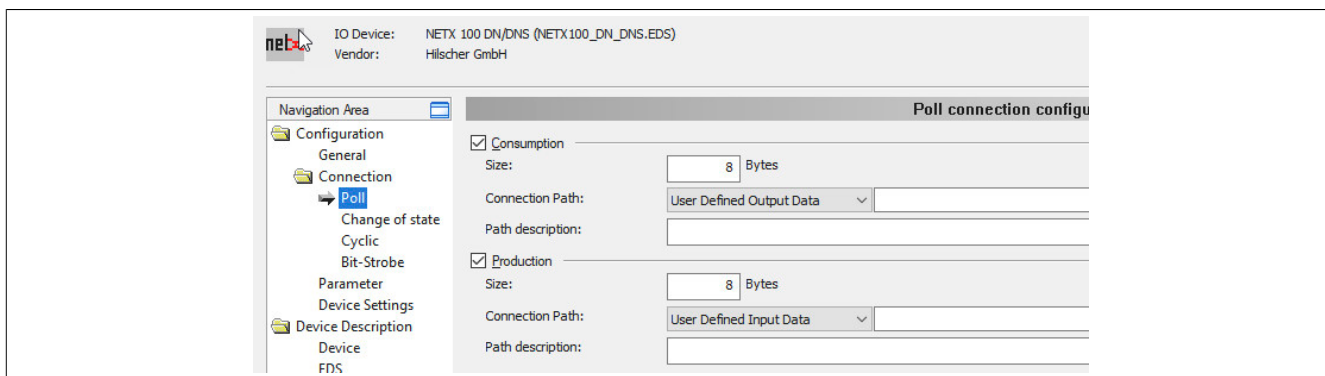 netx
IO Device: NETX 100 DN/DNS (NETX100_DN_DNS.EDS)
Vendor: Hilscher GmbH
Navigation Area
Poll connection configu
Configuration
General
Connection
Poll
Change of state
Cyclic
Bit-Strobe
Parameter
Device Settings
Device Description
Device
EDS
Consumption
Size: 8 Bytes
Connection Path: User Defined Output Data
Path description:
Production
Size: 8 Bytes
Connection Path: User Defined Input Data
Path description: